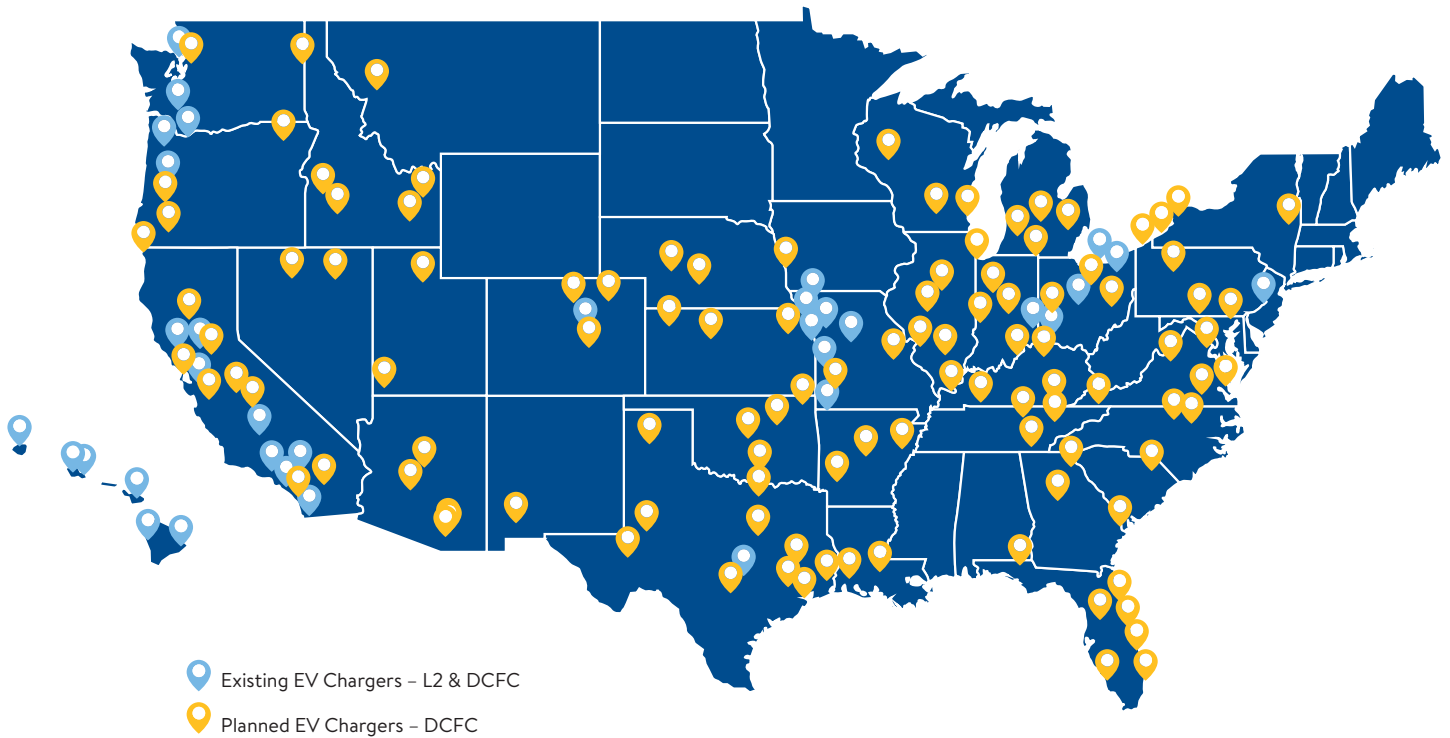 Existing EV Chargers – L2 & DCFC
Planned EV Chargers – DCFC